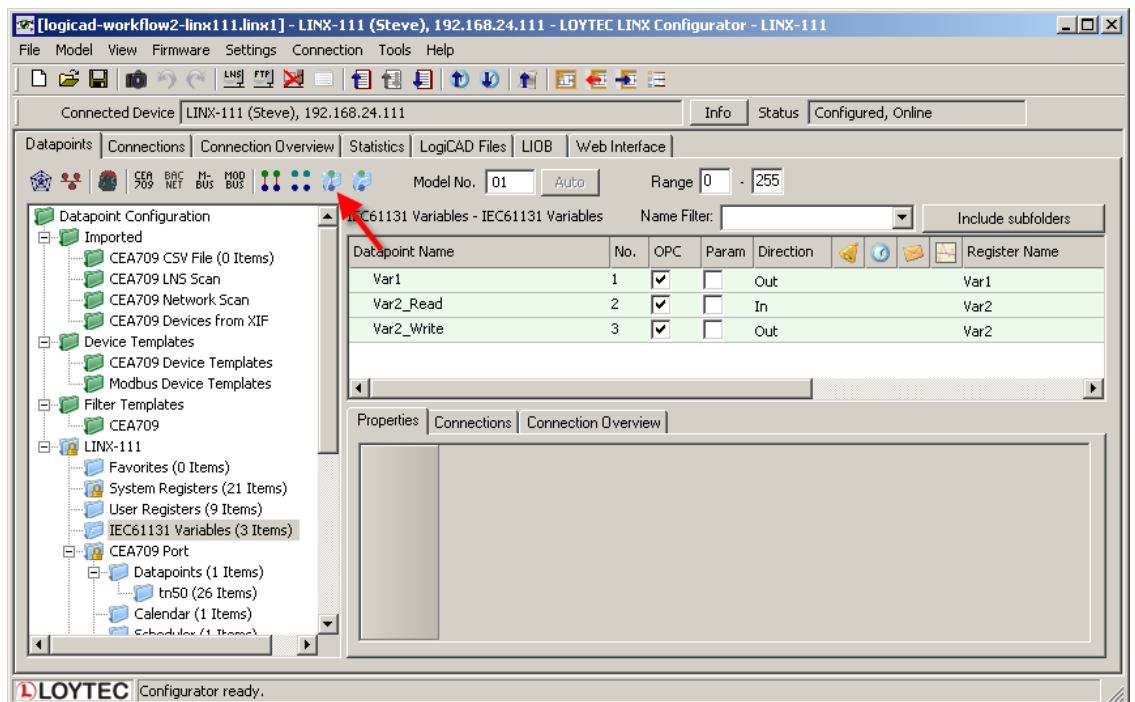 [logicad-workflow2-linx111.linx1] - LINX-111 (Steve), 192.168.24.111 - LOYTEC LINX Configurator - LINX-111
File Model View Firmware Settings Connection Tools Help
LNS FTP
Connected Device LINX-111 (Steve), 192.168.24.111 Info Status Configured, Online
Datapoints Connections Connection Overview Statistics LogiCAD Files LIOB Web Interface
CEA 709 BAC NET M- BUS MOD BUS Model No. 01 Auto Range 0 - 255
Datapoint Configuration
Imported
CEA709 CSV File (0 Items)
CEA709 LNS Scan
CEA709 Network Scan
CEA709 Devices from XIF
Device Templates
CEA709 Device Templates
Modbus Device Templates
Filter Templates
CEA709
LINX-111
Favorites (0 Items)
System Registers (21 Items)
User Registers (9 Items)
IEC61131 Variables (3 Items)
CEA709 Port
Datapoints (1 Items)
tn50 (26 Items)
Calendar (1 Items)
Scheduler (1 Items)
IEC61131 Variables - IEC61131 Variables Name Filter: Include subfolders
Datapoint Name No. OPC Param Direction Register Name
Var1 1 Out Var1
Var2_Read 2 In Var2
Var2_Write 3 Out Var2
Properties Connections Connection Overview
LOYTEC Configurator ready.